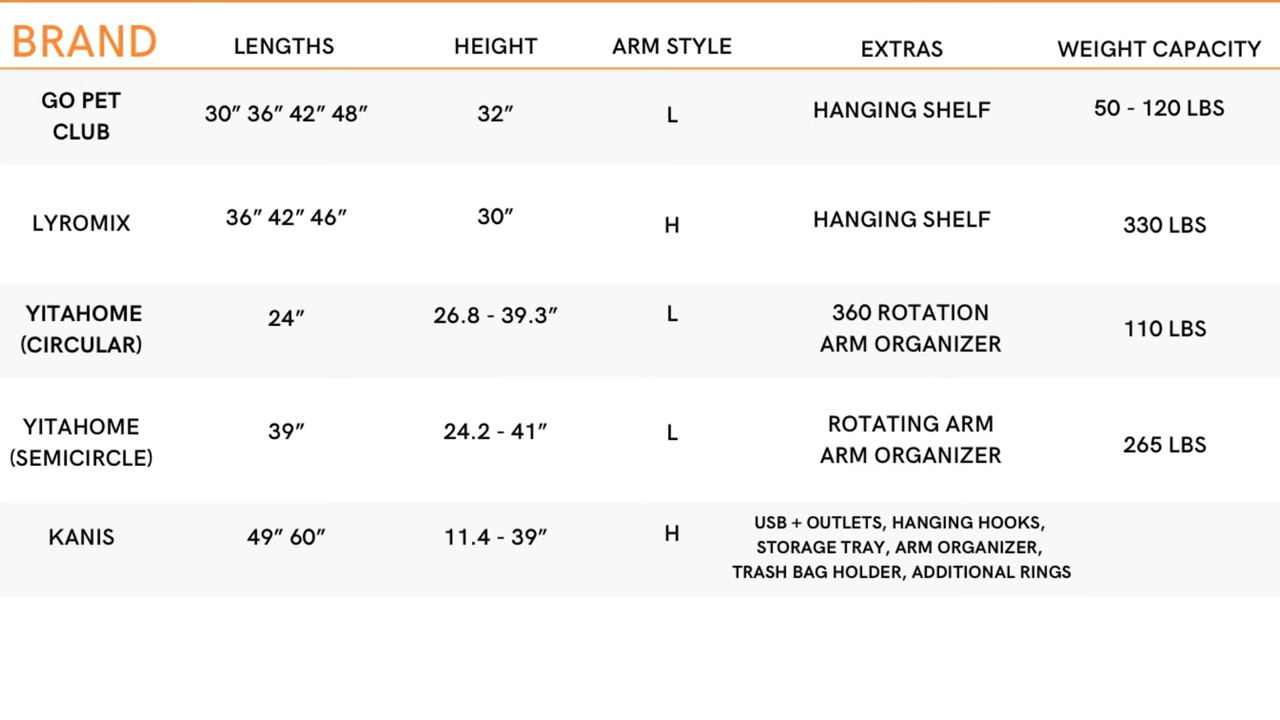 BRAND LENGTHS HEIGHT ARM STYLE EXTRAS WEIGHT CAPACITY
GO PET
CLUB
30” 36” 42” 48” 32” L HANGING SHELF 50 - 120 LBS
LYROMIX 36” 42” 46” 30” H HANGING SHELF 330 LBS
YITAHOME
(CIRCULAR)
24” 26.8 - 39.3” L
360 ROTATION
ARM ORGANIZER
110 LBS
YITAHOME
(SEMICIRCLE)
39” 24.2 - 41” L
ROTATING ARM
ARM ORGANIZER
265 LBS
KANIS 49” 60” 11.4 - 39” H
USB + OUTLETS, HANGING HOOKS,
STORAGE TRAY, ARM ORGANIZER,
TRASH BAG HOLDER, ADDITIONAL RINGS